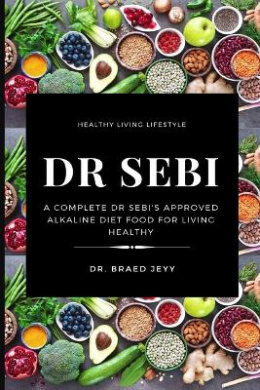 HEALTHY LIVING LIFESTYLE
DR SEBI
A COMPLETE DR SEBI'S APPROVED
ALKALINE DIET FOOD FOR LIVING
HEALTHY
DR. BRAED JEYY